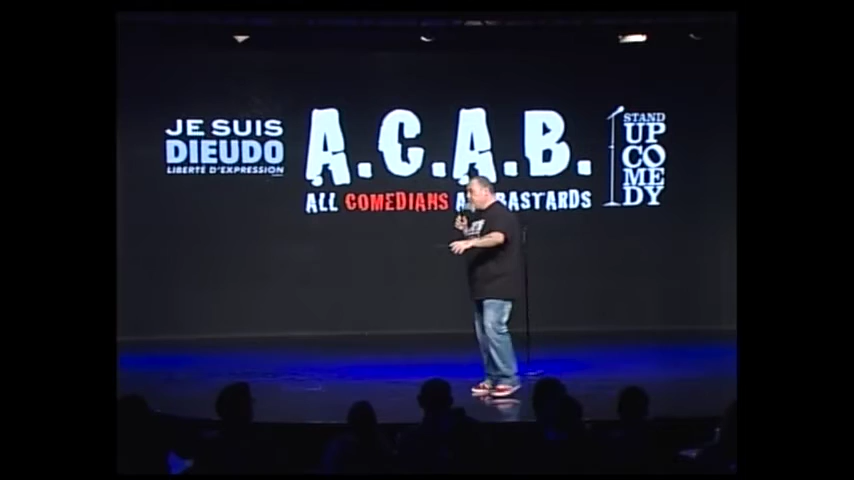 JE SUIS
DIEUDO
LIBERTÉ D'EXPRESSION
A.C.A.B.
ALL COMEDIANS BASTARDS
STAND
UP
CO
ME
DY